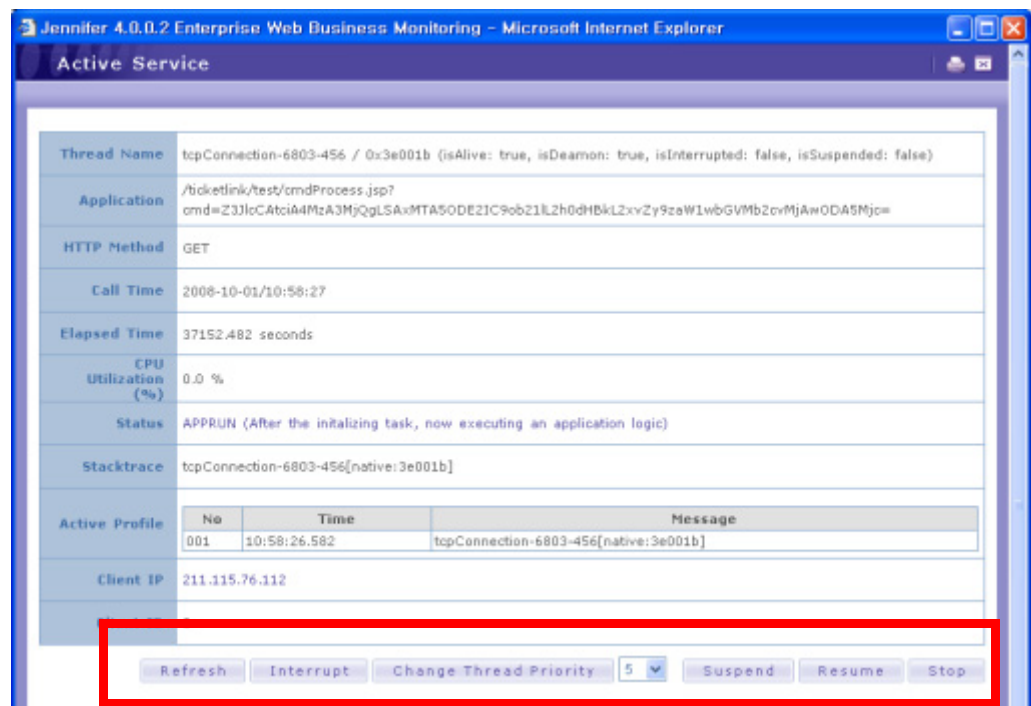 Jennifer 4.0.0.2 Enterprise Web Business Monitoring - Microsoft Internet Explorer
Active Service
Thread Name tcpConnection-6803-456 / 0x3e001b (isAlive: true, isDeamon: true, isInterrupted: false, isSuspended: false)
Application /ticketlink/test/cmdProcess.jsp?
HTTP Method GET
Call Time 2008-10-01/10:58:27
Elapsed Time 37152.482 seconds
CPU
Utilization 0.0 %
(%)
Status APPRUN (After the initalizing task, now executing an application logic)
Stacktrace tcpConnection-6803-456[native:3e001b]
Active Profile
No Time Message
001 10:58:26.582 tcpConnection-6803-456[native:3e001b]
Client IP 211.115.76.112
Refresh Interrupt Change Thread Priority 5 Suspend Resume Stop